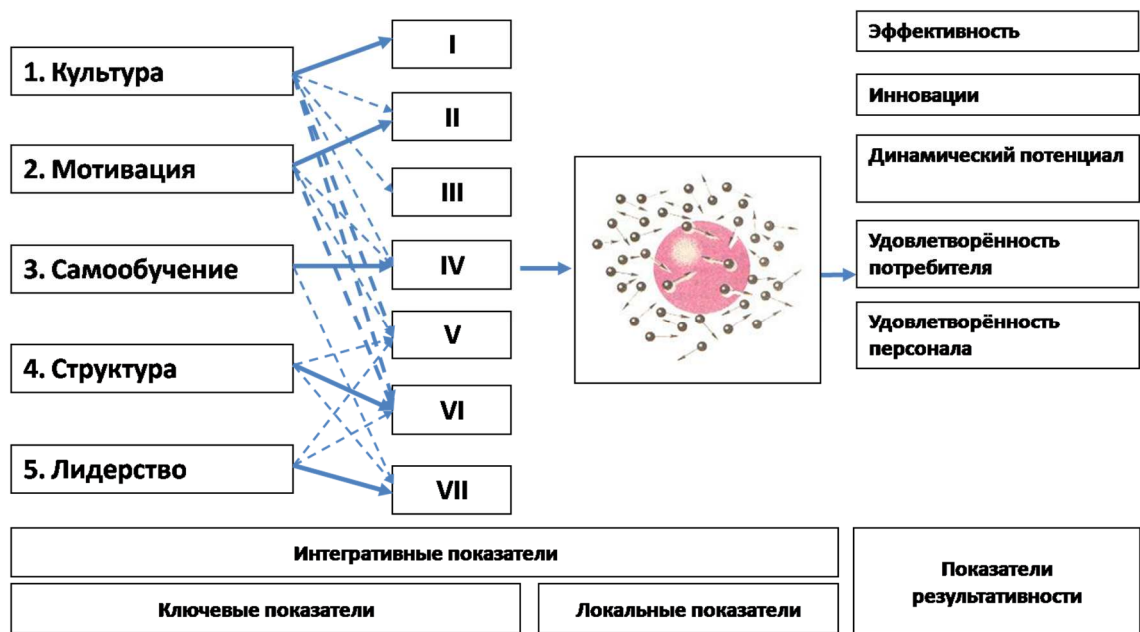 1. Культура
2. Мотивация
3. Самообучение
4. Структура
5. Лидерство
I
II
III
IV
V
VI
VII
Эффективность
Инновации
Динамический потенциал
Удовлетворённость
потребителя
Удовлетворённость
персонала
Интегративные показатели
Ключевые показатели
Локальные показатели
Показатели
результативности